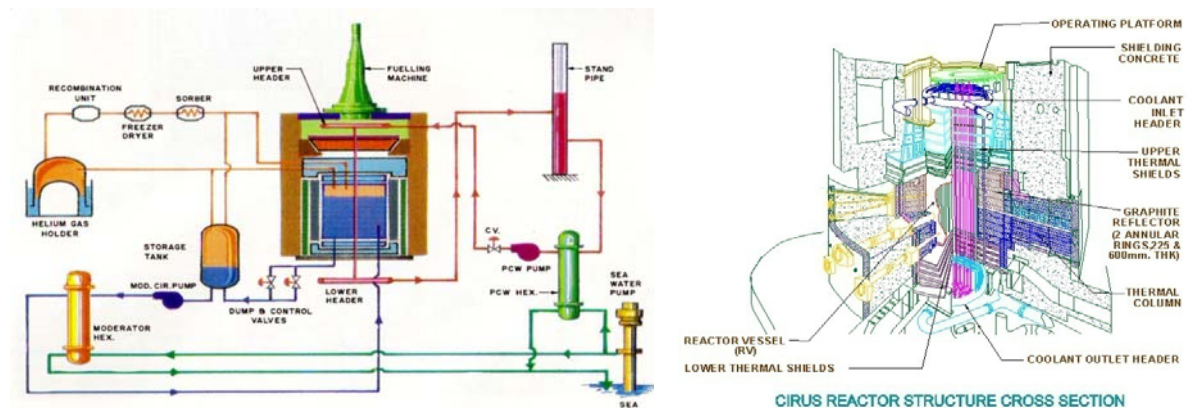 UPPER
HEADER
FUELLING
MACHINE
STAND
PIPE
RECOMBINATION
UNIT
FREEZER
DRYER
SORBER
HELIUM GAS
HOLDER
STORAGE
TANK
C.V.
PCW PUMP
PCW HEX.
SEA
WATER
PUMP
MOD. CIR. PUMP
LOWER
HEADER
DUMP & CONTROL
VALVES
MODERATOR
HEX.
SEA
OPERATING PLATFORM
SHIELDING
CONCRETE
COOLANT
INLET
HEADER
UPPER
THERMAL
SHIELDS
GRAPHITE
REFLECTOR
(2 ANNULAR
RINGS,225 &
600mm. THK)
THERMAL
COLUMN
REACTOR VESSEL
(RV)
LOWER THERMAL SHIELDS
COOLANT OUTLET HEADER
CIRUS REACTOR STRUCTURE CROSS SECTION